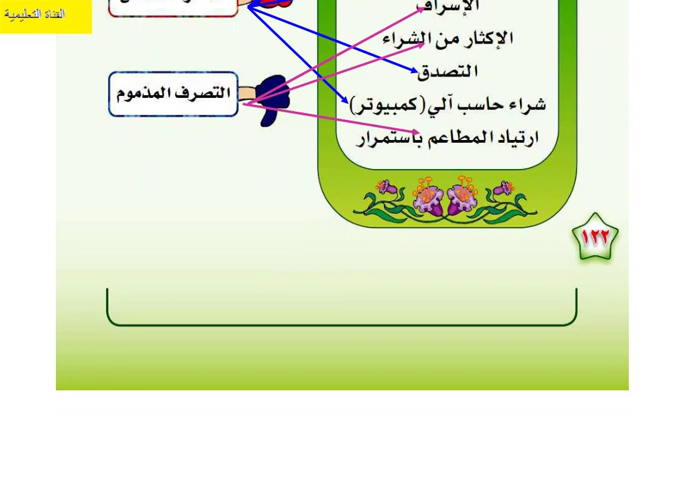 القناة التعليمية
الإسراف
الإكثار من الشراء
التصدق
التصرف المذموم
شراء حاسب آلي (كمبيوتر)
ارتياد المطاعم باستمرار
١٢٢